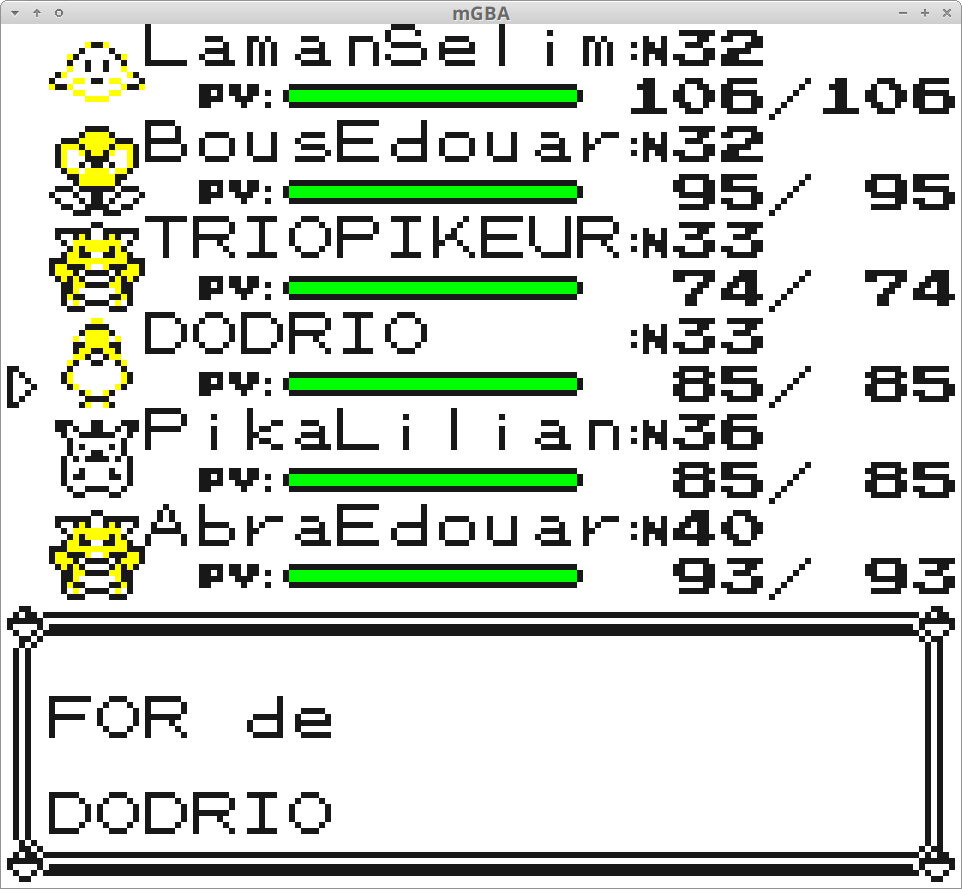 mGBA
LamanSelim :N32
PV: 106/106
BousEdouar:N32
PV: 95/ 95
TRIOPIKEUR:N33
PV: 74/ 74
DODRIO :N33
PV: 85/ 85
PikaLilian:N36
PV: 85/ 85
AbraEdouar:N40
PV: 93/ 93
FOR de
DODRIO